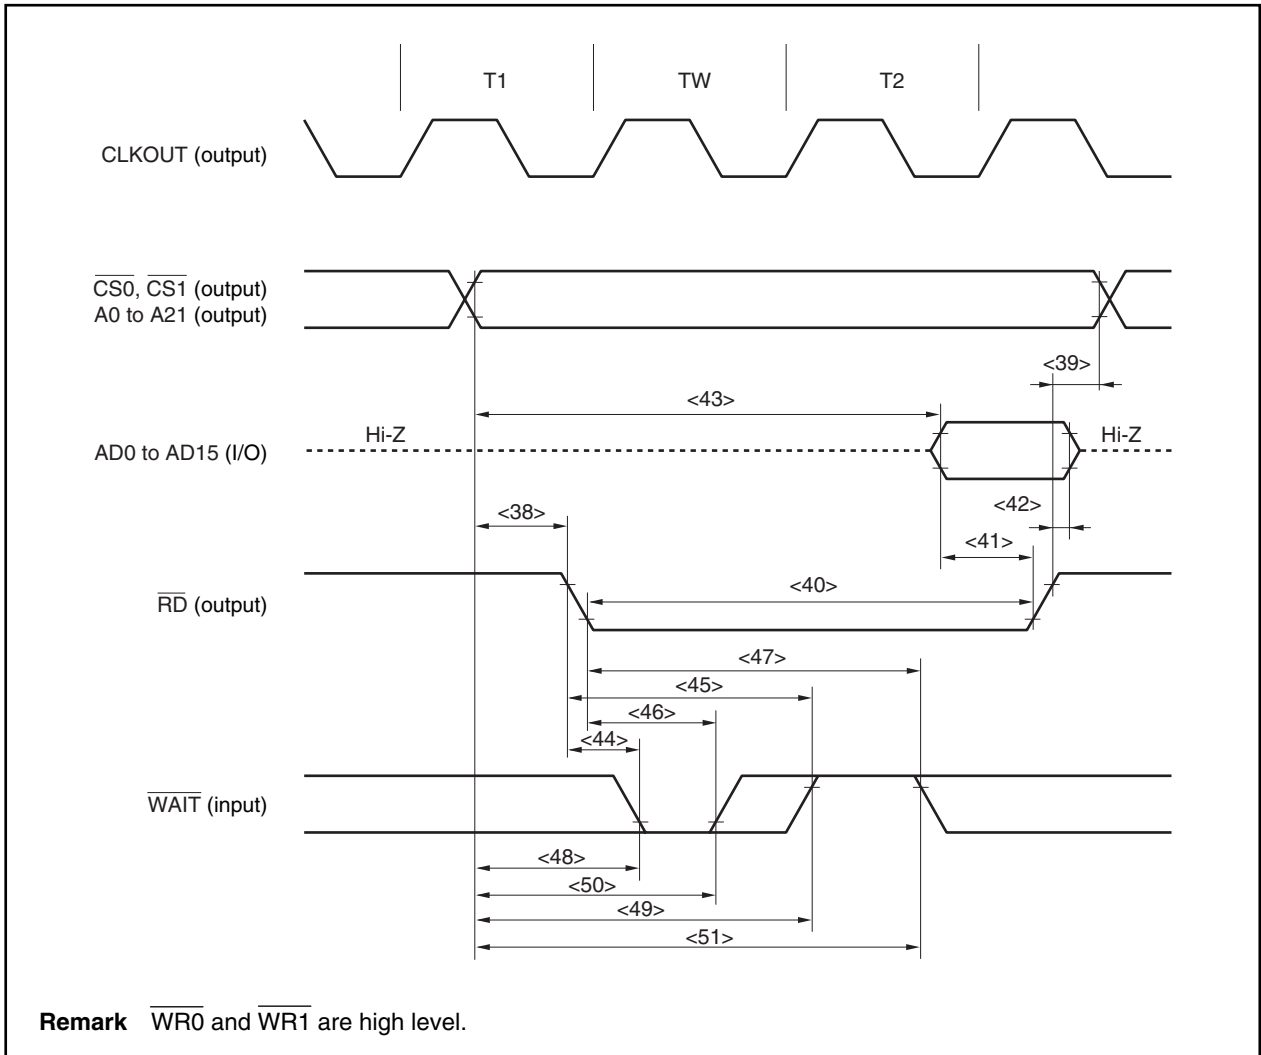 T1 TW T2
CLKOUT (output)
CS0, CS1 (output)
A0 to A21 (output)
<39>
<43>
Hi-Z Hi-Z
AD0 to AD15 (I/O)
<42>
<38>
<41>
<40>
RD (output)
<47>
<45>
<46>
<44>
WAIT (input)
<48>
<50>
<49>
<51>
Remark WR0 and WR1 are high level.